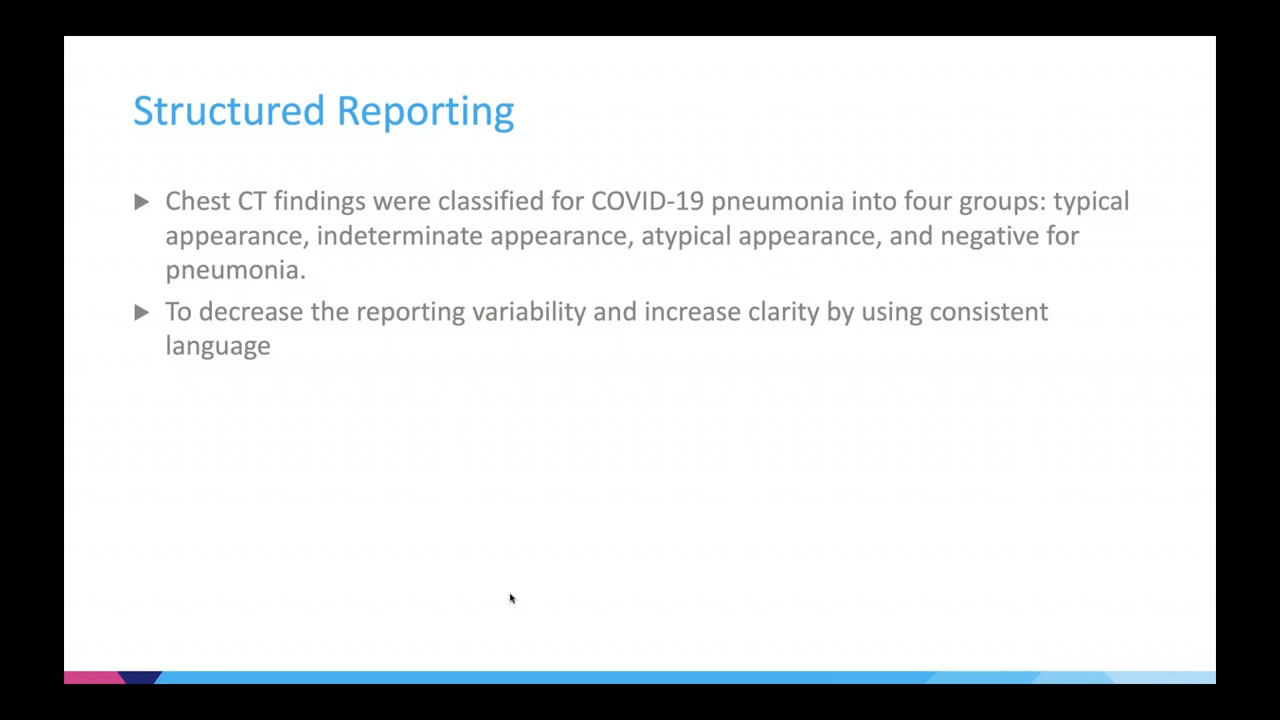 Structured Reporting
Chest CT findings were classified for COVID-19 pneumonia into four groups: typical
appearance, indeterminate appearance, atypical appearance, and negative for
pneumonia.
To decrease the reporting variability and increase clarity by using consistent
language